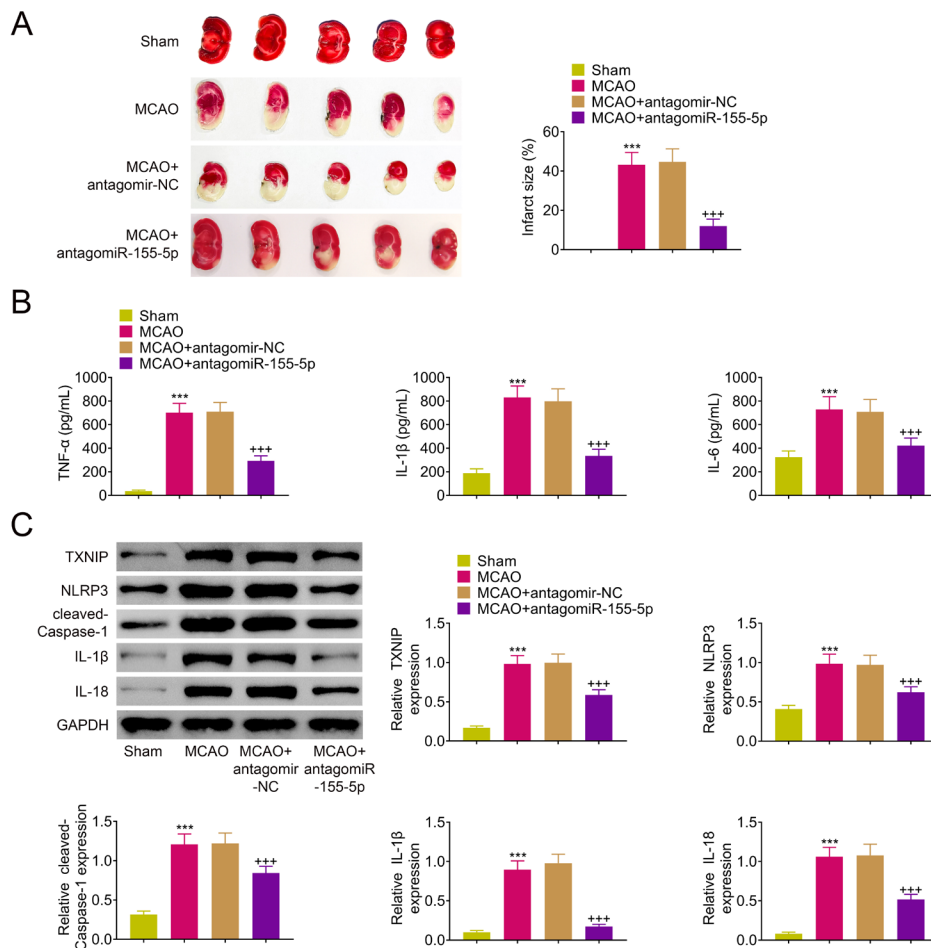 A
Sham
MCAO
MCAO+
antagomir-NC
MCAO+
antagomiR-155-5p
Sham
MCAO
MCAO+antagomir-NC
MCAO+antagomiR-155-5p
Infarct size (%)
60
40
20
0
***
+++
B
Sham
MCAO
MCAO+antagomir-NC
MCAO+antagomiR-155-5p
TNF-α (pg/mL)
1000
800
600
400
200
0
***
+++
IL-1β (pg/mL)
1000
800
600
400
200
0
***
+++
IL-6 (pg/mL)
1000
800
600
400
200
0
***
+++
C
TXNIP
NLRP3
cleaved-
Caspase-1
IL-1β
IL-18
GAPDH
Sham
MCAO
MCAO+
antagomir
-NC
MCAO+
antagomiR
-155-5p
Sham
MCAO
MCAO+antagomir-NC
MCAO+antagomiR-155-5p
Relative TXNIP
expression
1.5
1.0
0.5
0.0
***
+++
Relative NLRP3
expression
1.5
1.0
0.5
0.0
***
+++
Relative cleaved-
Caspase-1 expression
1.5
1.0
0.5
0.0
***
+++
Relative IL-1β
expression
1.5
1.0
0.5
0.0
***
+++
Relative IL-18
expression
1.5
1.0
0.5
0.0
***
+++